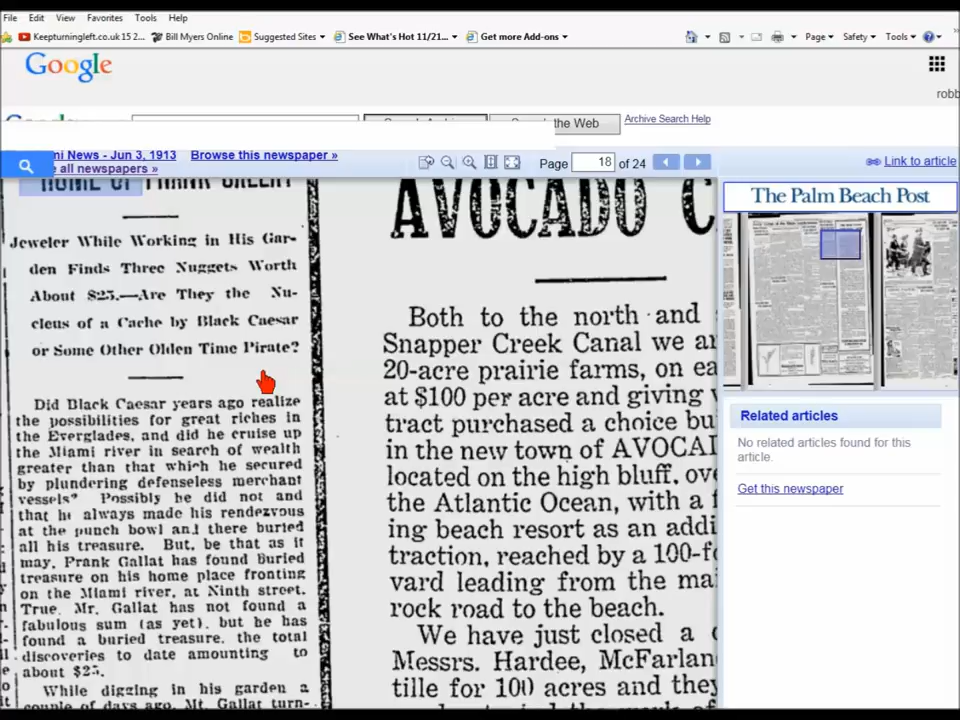 File Edit View Favorites Tools Help
Keepturningleft.co.uk 15 2... Bill Myers Online Suggested Sites See What's Hot 11/21... Get more Add-ons Page Safety Tools
Google
robb
the Web Archive Search Help
mi News - Jun 3, 1913 Browse this newspaper »
all newspapers » Page 18 of 24 Link to article
HOME OF FRANK GALLAT
Jeweler While Working in His Gar-
den Finds Three Nuggets Worth
About $25.—Are They the Nu-
cleus of a Cache by Black Caesar
or Some Other Olden Time Pirate?
Did Black Caesar years ago realize
the possibilities for great riches in
the Everglades, and did he cruise up
the Miami river in search of wealth
greater than that which he secured
by plundering defenseless merchant
vessels? Possibly he did not and
that he always made his rendezvous
at the punch bowl and there buried
all his treasure. But, be that as it
may, Frank Gallat has found Buried
treasure on his home place fronting
on the Miami river, at Ninth street.
True, Mr. Gallat has not found a
fabulous sum (as yet), but he has
found a buried treasure, the total
discoveries to date amounting to
about $25.
While digging in his garden a
couple of days ago, Mt. Gallat turn-
AVOCADO C
Both to the north and
Snapper Creek Canal we ar
20-acre prairie farms, on ea
at $100 per acre and giving
tract purchased a choice bu
in the new town of AVOCAD
located on the high bluff, ove
the Atlantic Ocean, with a f
ing beach resort as an addi
traction, reached by a 100-fo
vard leading from the mai
rock road to the beach.
We have just closed a
Messrs. Hardee, McFarlan
tille for 100 acres and they
The Palm Beach Post
Related articles
No related articles found for this
article.
Get this newspaper